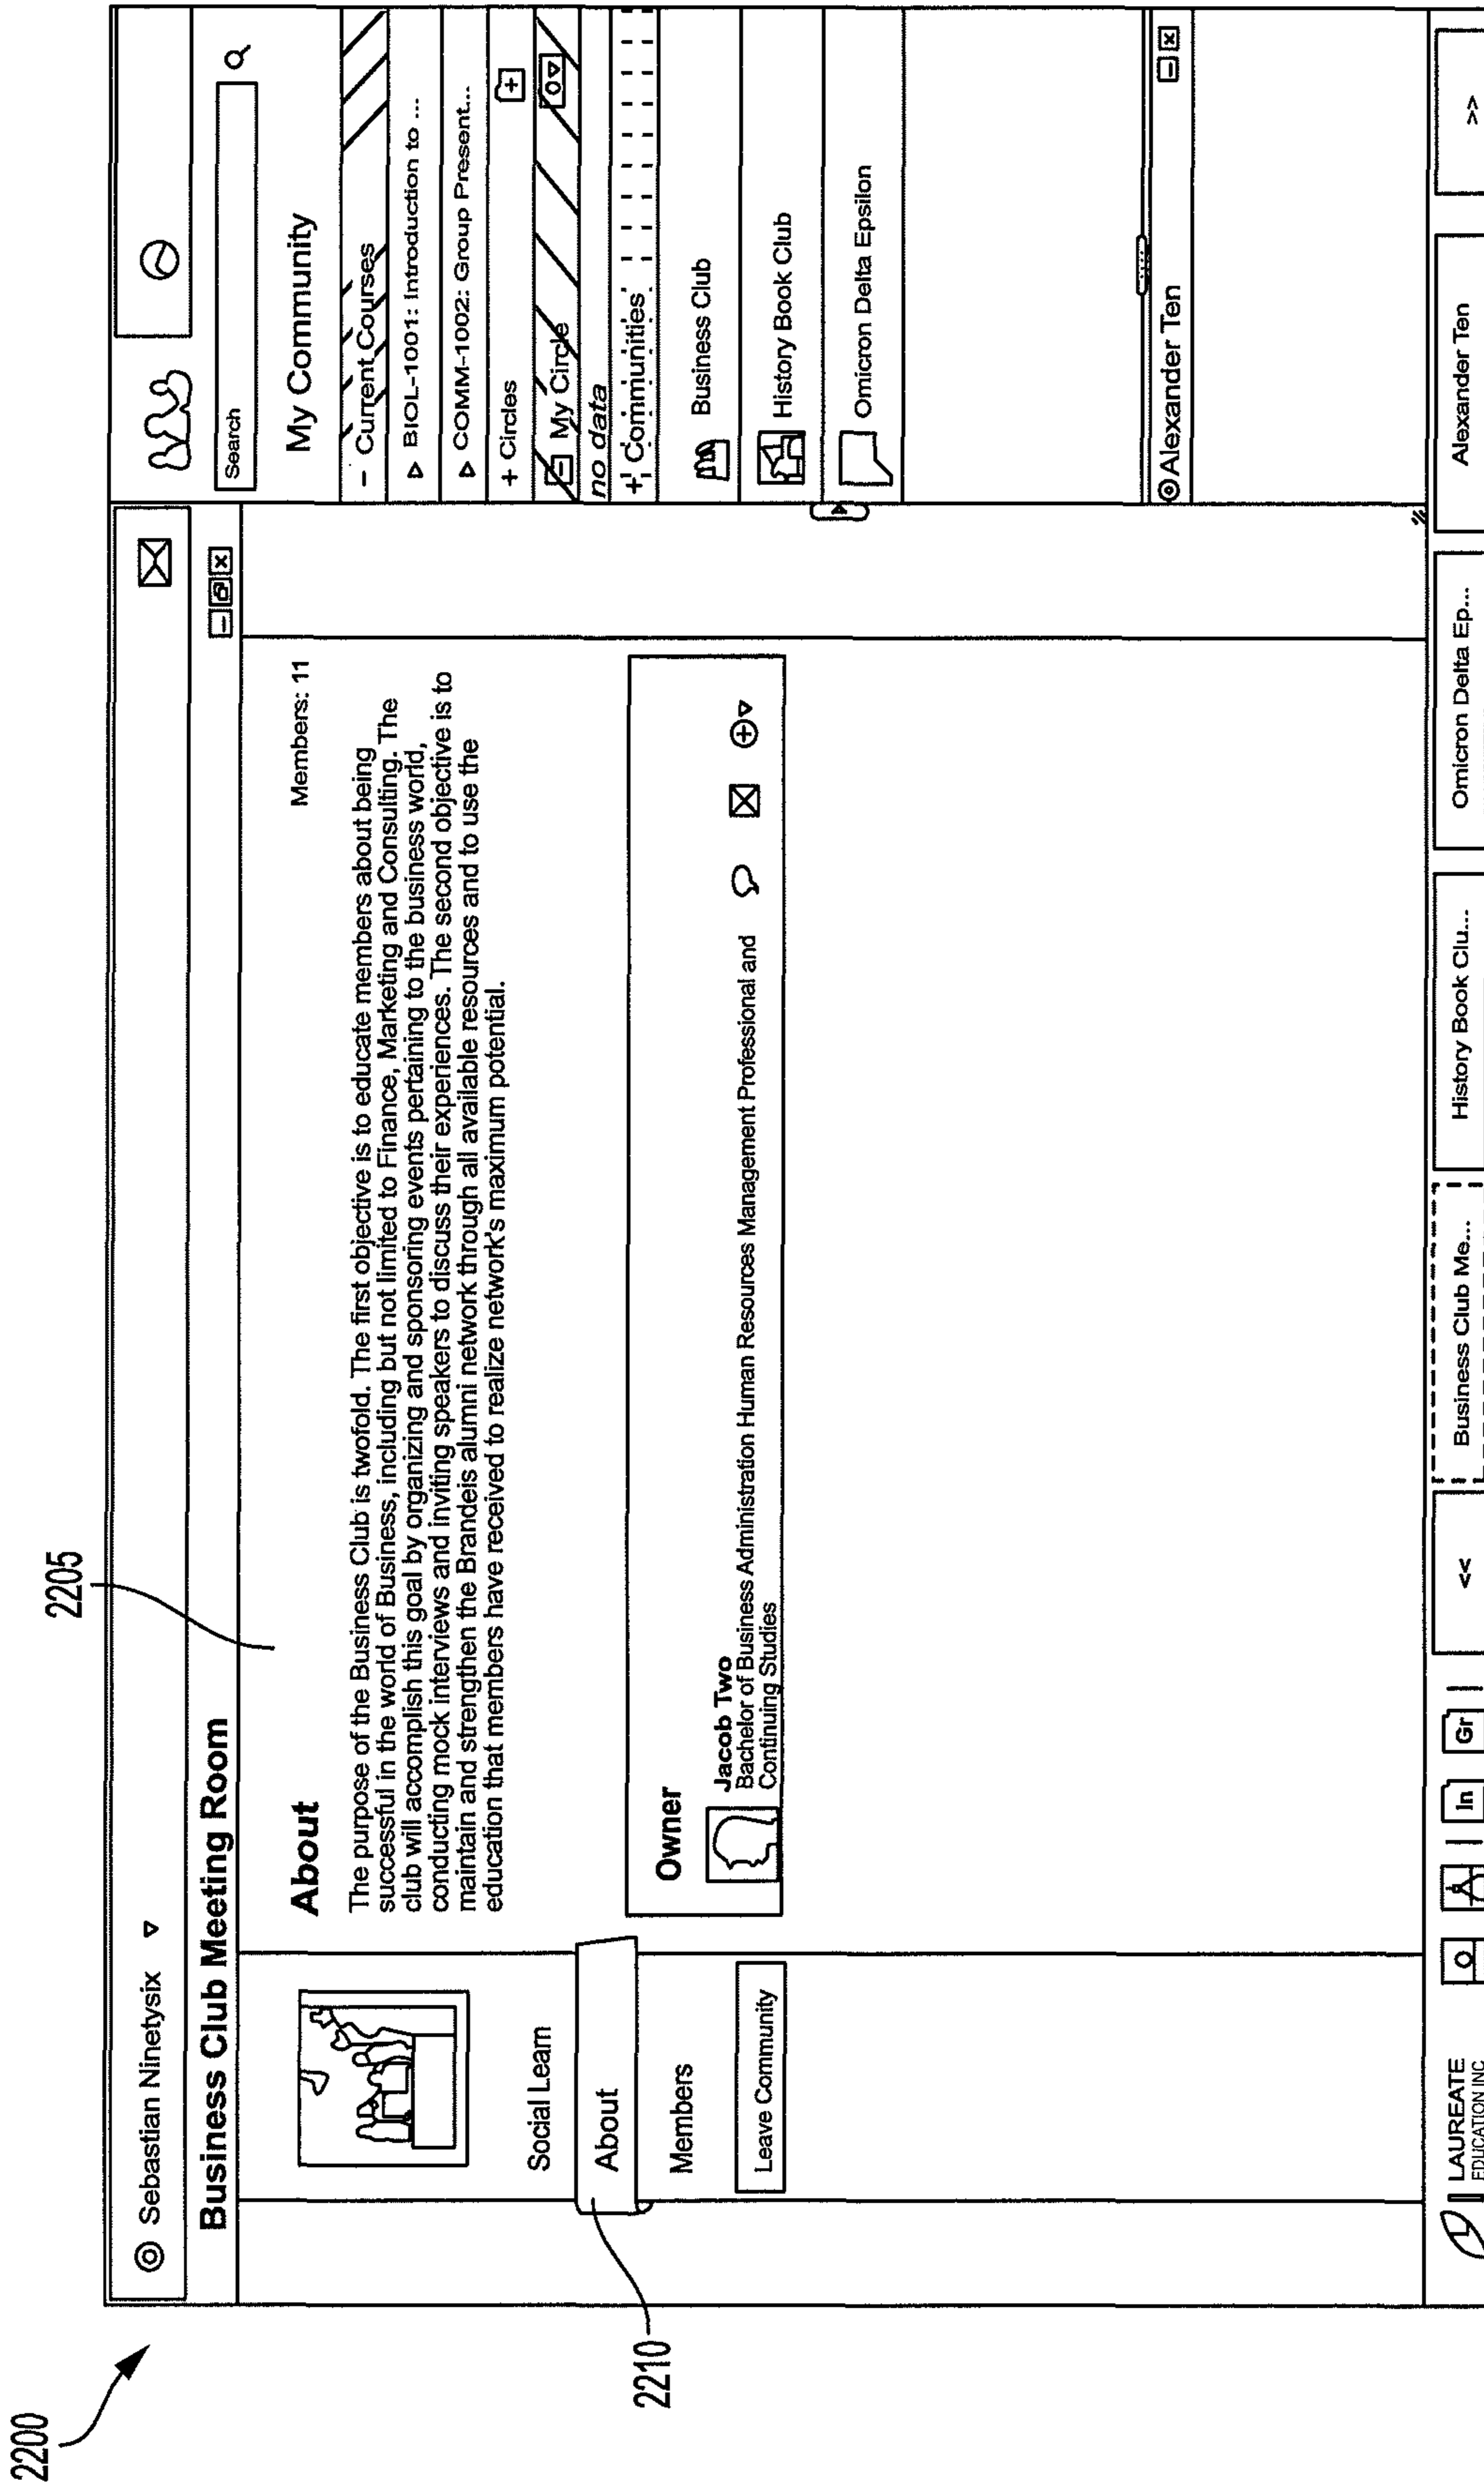 2200
2205
2210
Sebastian Ninetysix
Business Club Meeting Room
Social Learn
About
Members
Leave Community
About
Members: 11
The purpose of the Business Club is twofold. The first objective is to educate members about being
successful in the world of Business, including but not limited to Finance, Marketing and Consulting. The
club will accomplish this goal by organizing and sponsoring events pertaining to the business world,
conducting mock interviews and inviting speakers to discuss their experiences. The second objective is to
maintain and strengthen the Brandeis alumni network through all available resources and to use the
education that members have received to realize network's maximum potential.
Owner
Jacob Two
Bachelor of Business Administration Human Resources Management Professional and
Continuing Studies
Search
My Community
- Current Courses
BIOL-1001: Introduction to ...
COMM-1002: Group Present...
+ Circles
My Circle
no data
+ Communities
Business Club
History Book Club
Omicron Delta Epsilon
Alexander Ten
LAUREATE
EDUCATION INC
In
Gr
<<
Business Club Me...
History Book Clu...
Omicron Delta Ep...
Alexander Ten
>>